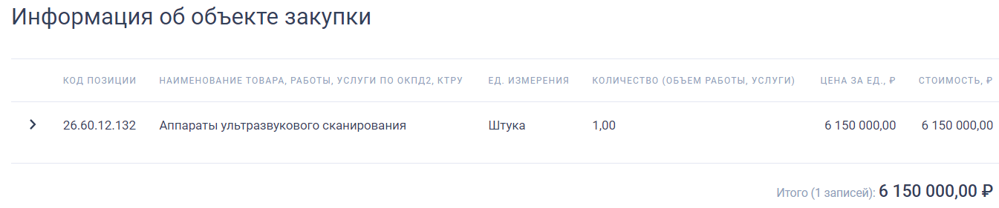 Информация об объекте закупки
КОД ПОЗИЦИИ НАИМЕНОВАНИЕ ТОВАРА, РАБОТЫ, УСЛУГИ ПО ОКПД2, КТРУ ЕД. ИЗМЕРЕНИЯ КОЛИЧЕСТВО (ОБЪЕМ РАБОТЫ, УСЛУГИ) ЦЕНА ЗА ЕД., ₽ СТОИМОСТЬ, ₽
26.60.12.132 Аппараты ультразвукового сканирования Штука 1,00 6 150 000,00 6 150 000,00
Итого (1 записей): 6 150 000,00 ₽